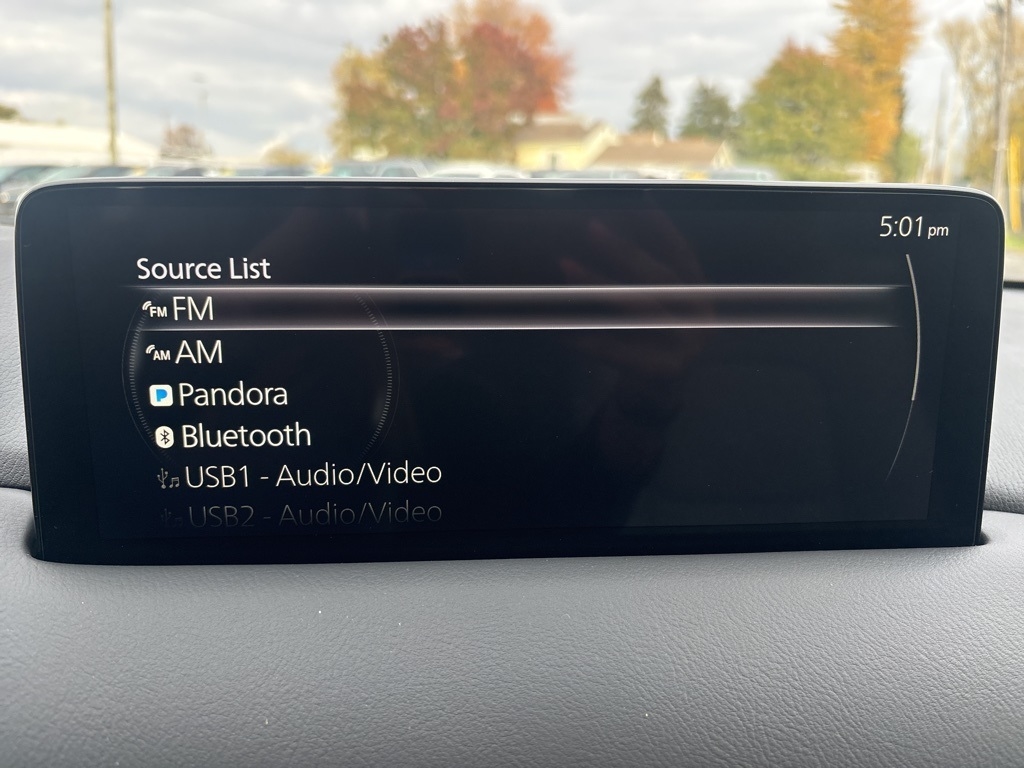 5:01 pm
Source List
FM FM
AM AM
P Pandora
Bluetooth
USB1 - Audio/Video
USB2 - Audio/Video